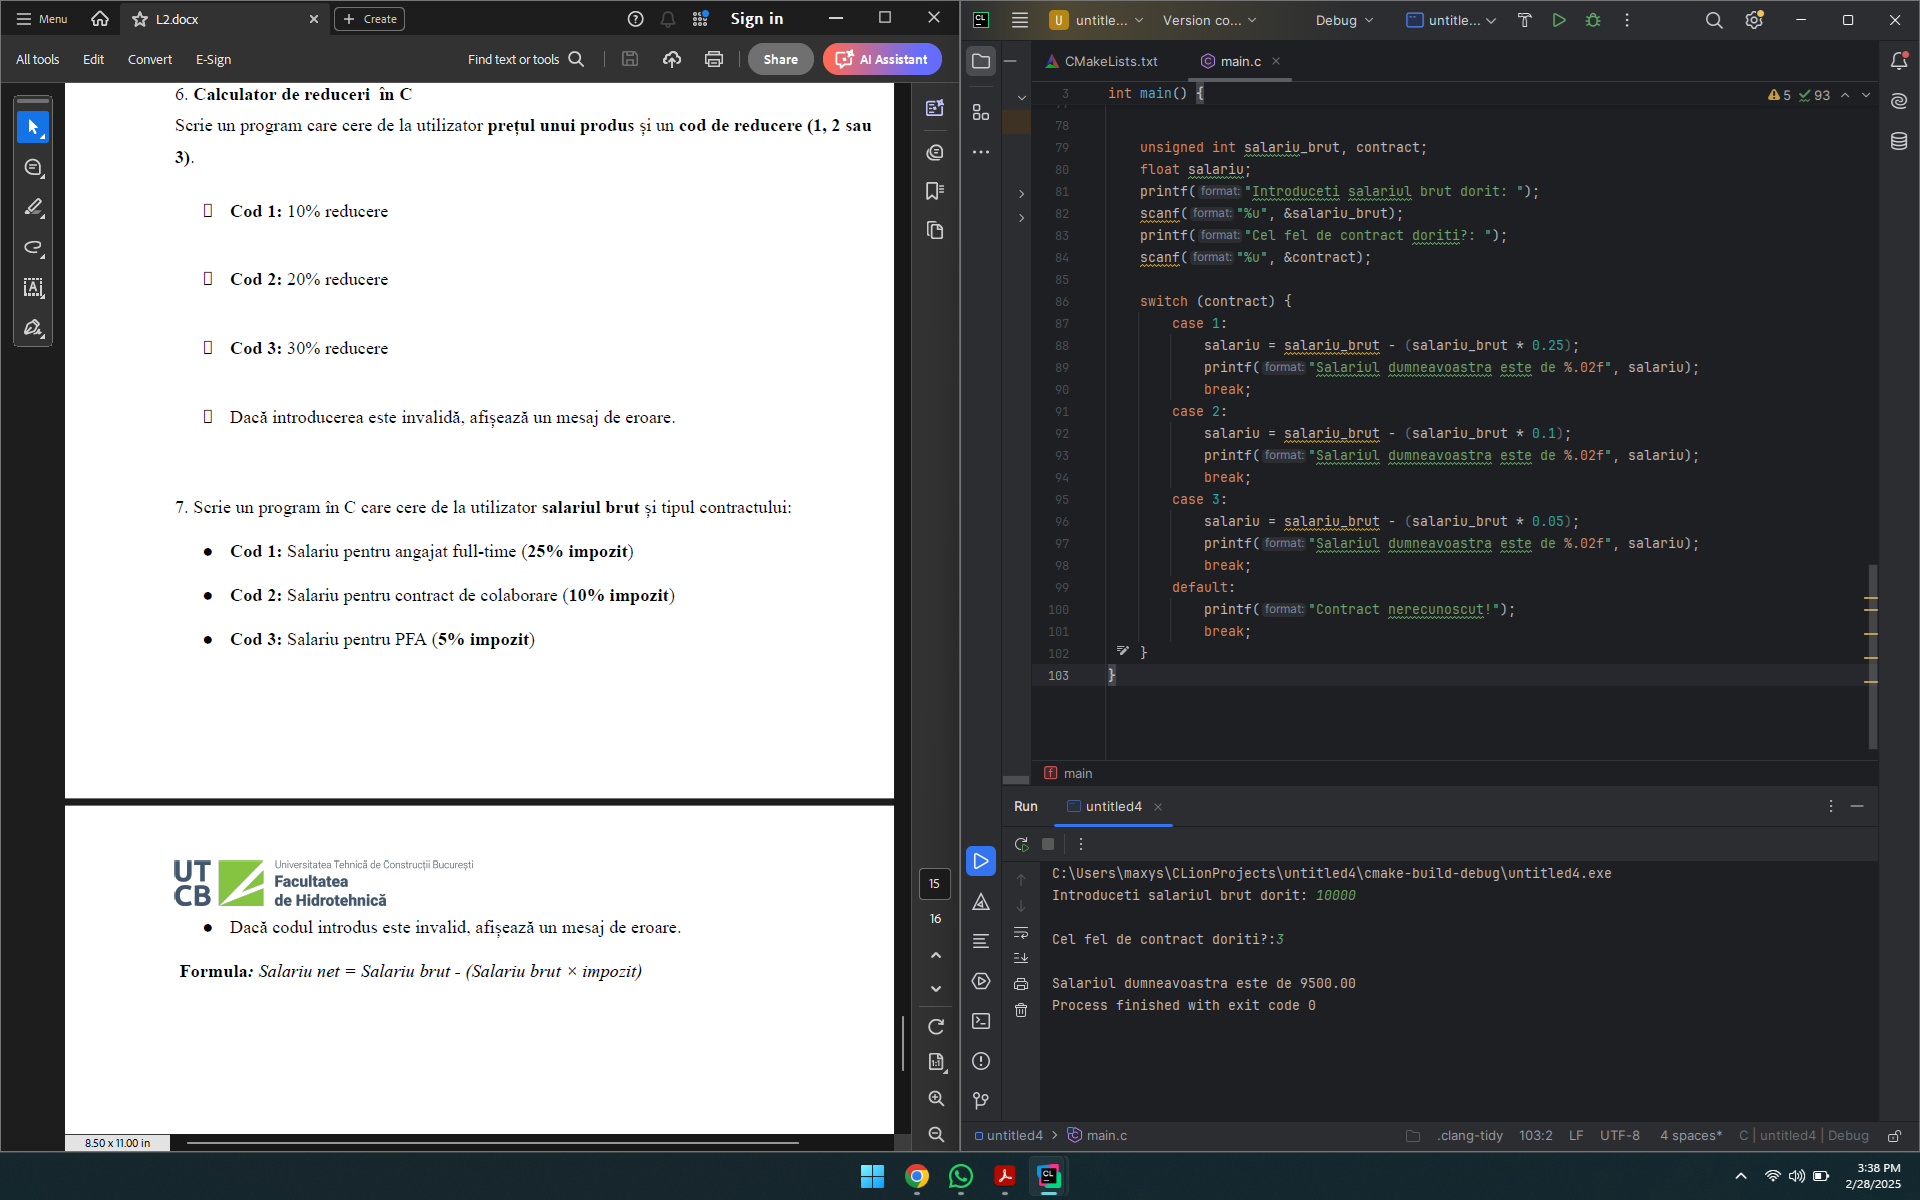 Menu
L2.docx
Create
Sign in
All tools
Edit
Convert
E-Sign
Find text or tools
Share
AI Assistant
6. Calculator de reduceri în C
Scrie un program care cere de la utilizator prețul unui produs și un cod de reducere (1, 2 sau
3).
Cod 1: 10% reducere
Cod 2: 20% reducere
Cod 3: 30% reducere
Dacă introducerea este invalidă, afișează un mesaj de eroare.
7. Scrie un program în C care cere de la utilizator salariul brut și tipul contractului:
● Cod 1: Salariu pentru angajat full-time (25% impozit)
● Cod 2: Salariu pentru contract de colaborare (10% impozit)
● Cod 3: Salariu pentru PFA (5% impozit)
UT
CB
Universitatea Tehnică de Construcții București
Facultatea
de Hidrotehnică
● Dacă codul introdus este invalid, afișează un mesaj de eroare.
Formula: Salariu net = Salariu brut - (Salariu brut × impozit)
15
16
8.50 x 11.00 in
CL
U
untitle...
Version co...
Debug
untitle...
CMakeLists.txt
main.c
5
93
3 int main() {
78
79 unsigned int salariu_brut, contract;
80 float salariu;
81 printf( format: "Introduceti salariul brut dorit: ");
82 scanf( format: "%u", &salariu_brut);
83 printf( format: "Cel fel de contract doriti?: ");
84 scanf( format: "%u", &contract);
85
86 switch (contract) {
87 case 1:
88 salariu = salariu_brut - (salariu_brut * 0.25);
89 printf( format: "Salariul dumneavoastra este de %.02f", salariu);
90 break;
91 case 2:
92 salariu = salariu_brut - (salariu_brut * 0.1);
93 printf( format: "Salariul dumneavoastra este de %.02f", salariu);
94 break;
95 case 3:
96 salariu = salariu_brut - (salariu_brut * 0.05);
97 printf( format: "Salariul dumneavoastra este de %.02f", salariu);
98 break;
99 default:
100 printf( format: "Contract nerecunoscut!");
101 break;
102 }
103 }
f main
Run
untitled4
C:\Users\maxys\CLionProjects\untitled4\cmake-build-debug\untitled4.exe
Introduceti salariul brut dorit: 10000
Cel fel de contract doriti?:3
Salariul dumneavoastra este de 9500.00
Process finished with exit code 0
untitled4
main.c
.clang-tidy
103:2
LF
UTF-8
4 spaces*
C | untitled4 | Debug
CL
3:38 PM
2/28/2025